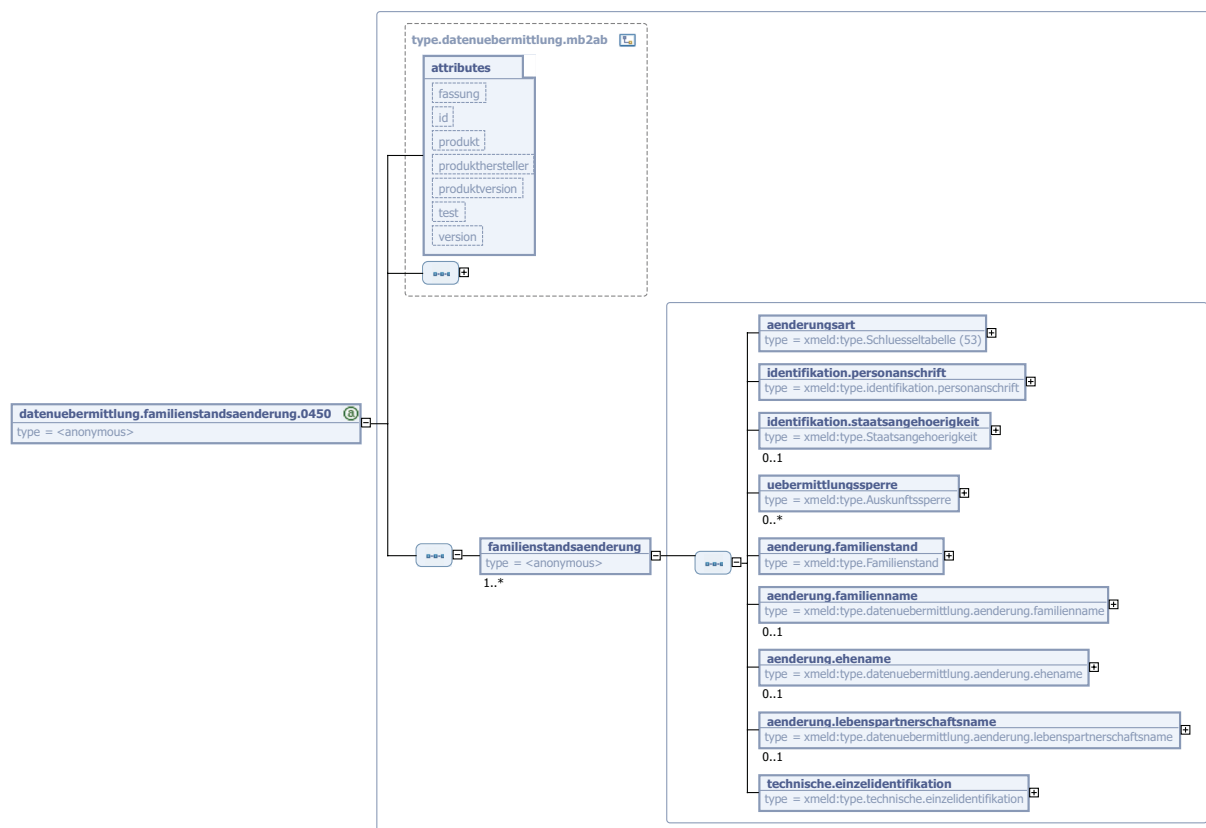 type.datenuebermittlung.mb2ab
attributes
fassung
id
produkt
produkthersteller
produktversion
test
version
datenuebermittlung.familienstandsaenderung.0450 a
type = <anonymous>
familienstandsaenderung
type = <anonymous>
1..*
aenderungsart
type = xmeld:type.Schluesseltabelle (53)
identifikation.personanschrift
type = xmeld:type.identifikation.personanschrift
identifikation.staatsangehoerigkeit
type = xmeld:type.Staatsangehoerigkeit
0..1
uebermittlungssperre
type = xmeld:type.Auskunftssperre
0..*
aenderung.familienstand
type = xmeld:type.Familienstand
aenderung.familienname
type = xmeld:type.datenuebermittlung.aenderung.familienname
0..1
aenderung.ehename
type = xmeld:type.datenuebermittlung.aenderung.ehename
0..1
aenderung.lebenspartnerschaftsname
type = xmeld:type.datenuebermittlung.aenderung.lebenspartnerschaftsname
0..1
technische.einzelidentifikation
type = xmeld:type.technische.einzelidentifikation